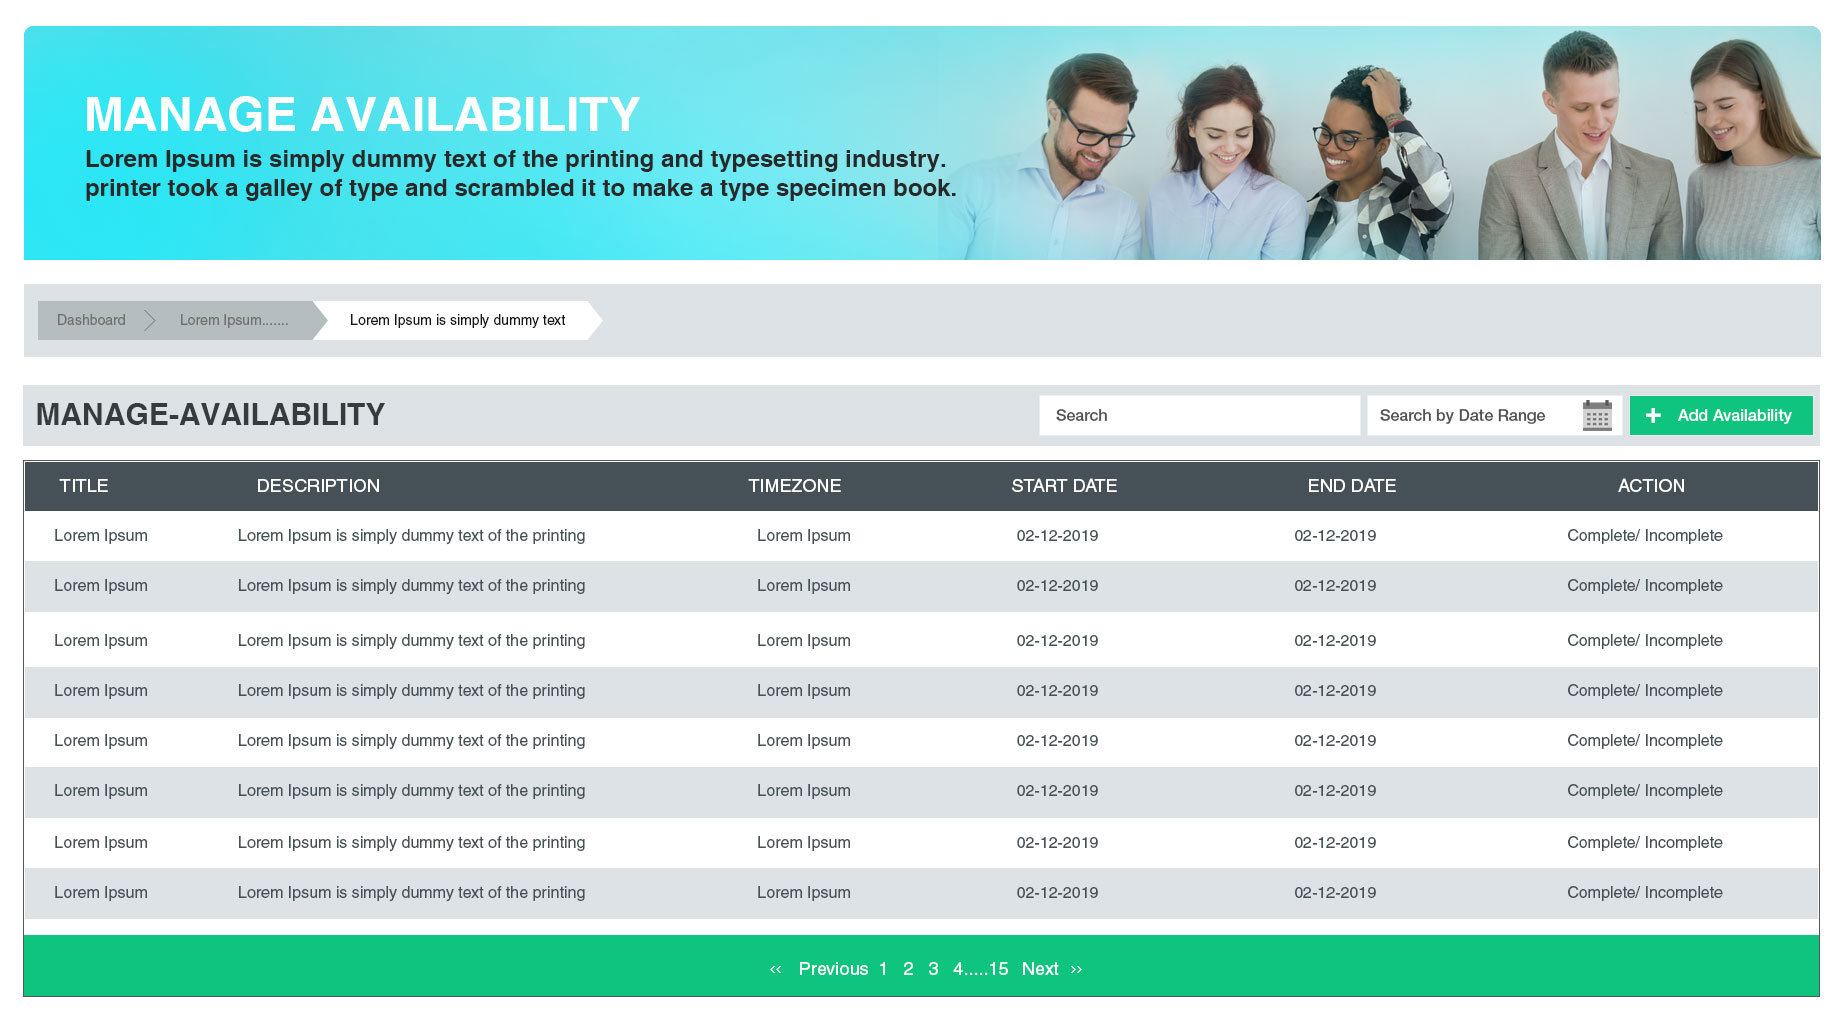 MANAGE AVAILABILITY
Lorem Ipsum is simply dummy text of the printing and typesetting industry.
printer took a galley of type and scrambled it to make a type specimen book.
Dashboard Lorem Ipsum....... Lorem Ipsum is simply dummy text
MANAGE-AVAILABILITY Search Search by Date Range + Add Availability
TITLE DESCRIPTION TIMEZONE START DATE END DATE ACTION
Lorem Ipsum Lorem Ipsum is simply dummy text of the printing Lorem Ipsum 02-12-2019 02-12-2019 Complete/ Incomplete
Lorem Ipsum Lorem Ipsum is simply dummy text of the printing Lorem Ipsum 02-12-2019 02-12-2019 Complete/ Incomplete
Lorem Ipsum Lorem Ipsum is simply dummy text of the printing Lorem Ipsum 02-12-2019 02-12-2019 Complete/ Incomplete
Lorem Ipsum Lorem Ipsum is simply dummy text of the printing Lorem Ipsum 02-12-2019 02-12-2019 Complete/ Incomplete
Lorem Ipsum Lorem Ipsum is simply dummy text of the printing Lorem Ipsum 02-12-2019 02-12-2019 Complete/ Incomplete
Lorem Ipsum Lorem Ipsum is simply dummy text of the printing Lorem Ipsum 02-12-2019 02-12-2019 Complete/ Incomplete
Lorem Ipsum Lorem Ipsum is simply dummy text of the printing Lorem Ipsum 02-12-2019 02-12-2019 Complete/ Incomplete
Lorem Ipsum Lorem Ipsum is simply dummy text of the printing Lorem Ipsum 02-12-2019 02-12-2019 Complete/ Incomplete
‹‹ Previous 1 2 3 4.....15 Next ››